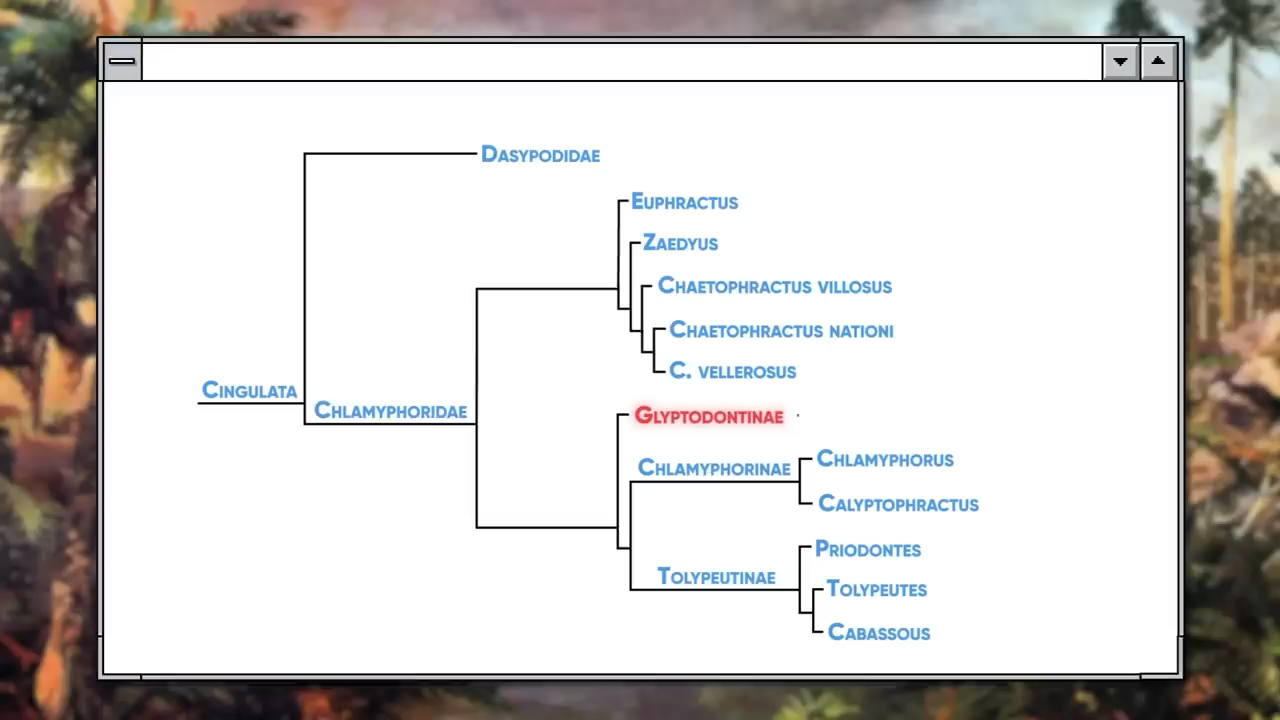 Dasypodidae
Euphractus
Zaedyus
Chaetophractus villosus
Chaetophractus nationi
C. vellerosus
Cingulata
Chlamyphoridae
Glyptodontinae
Chlamyphorinae
Chlamyphorus
Calyptophractus
Priodontes
Tolypeutinae
Tolypeutes
Cabassous